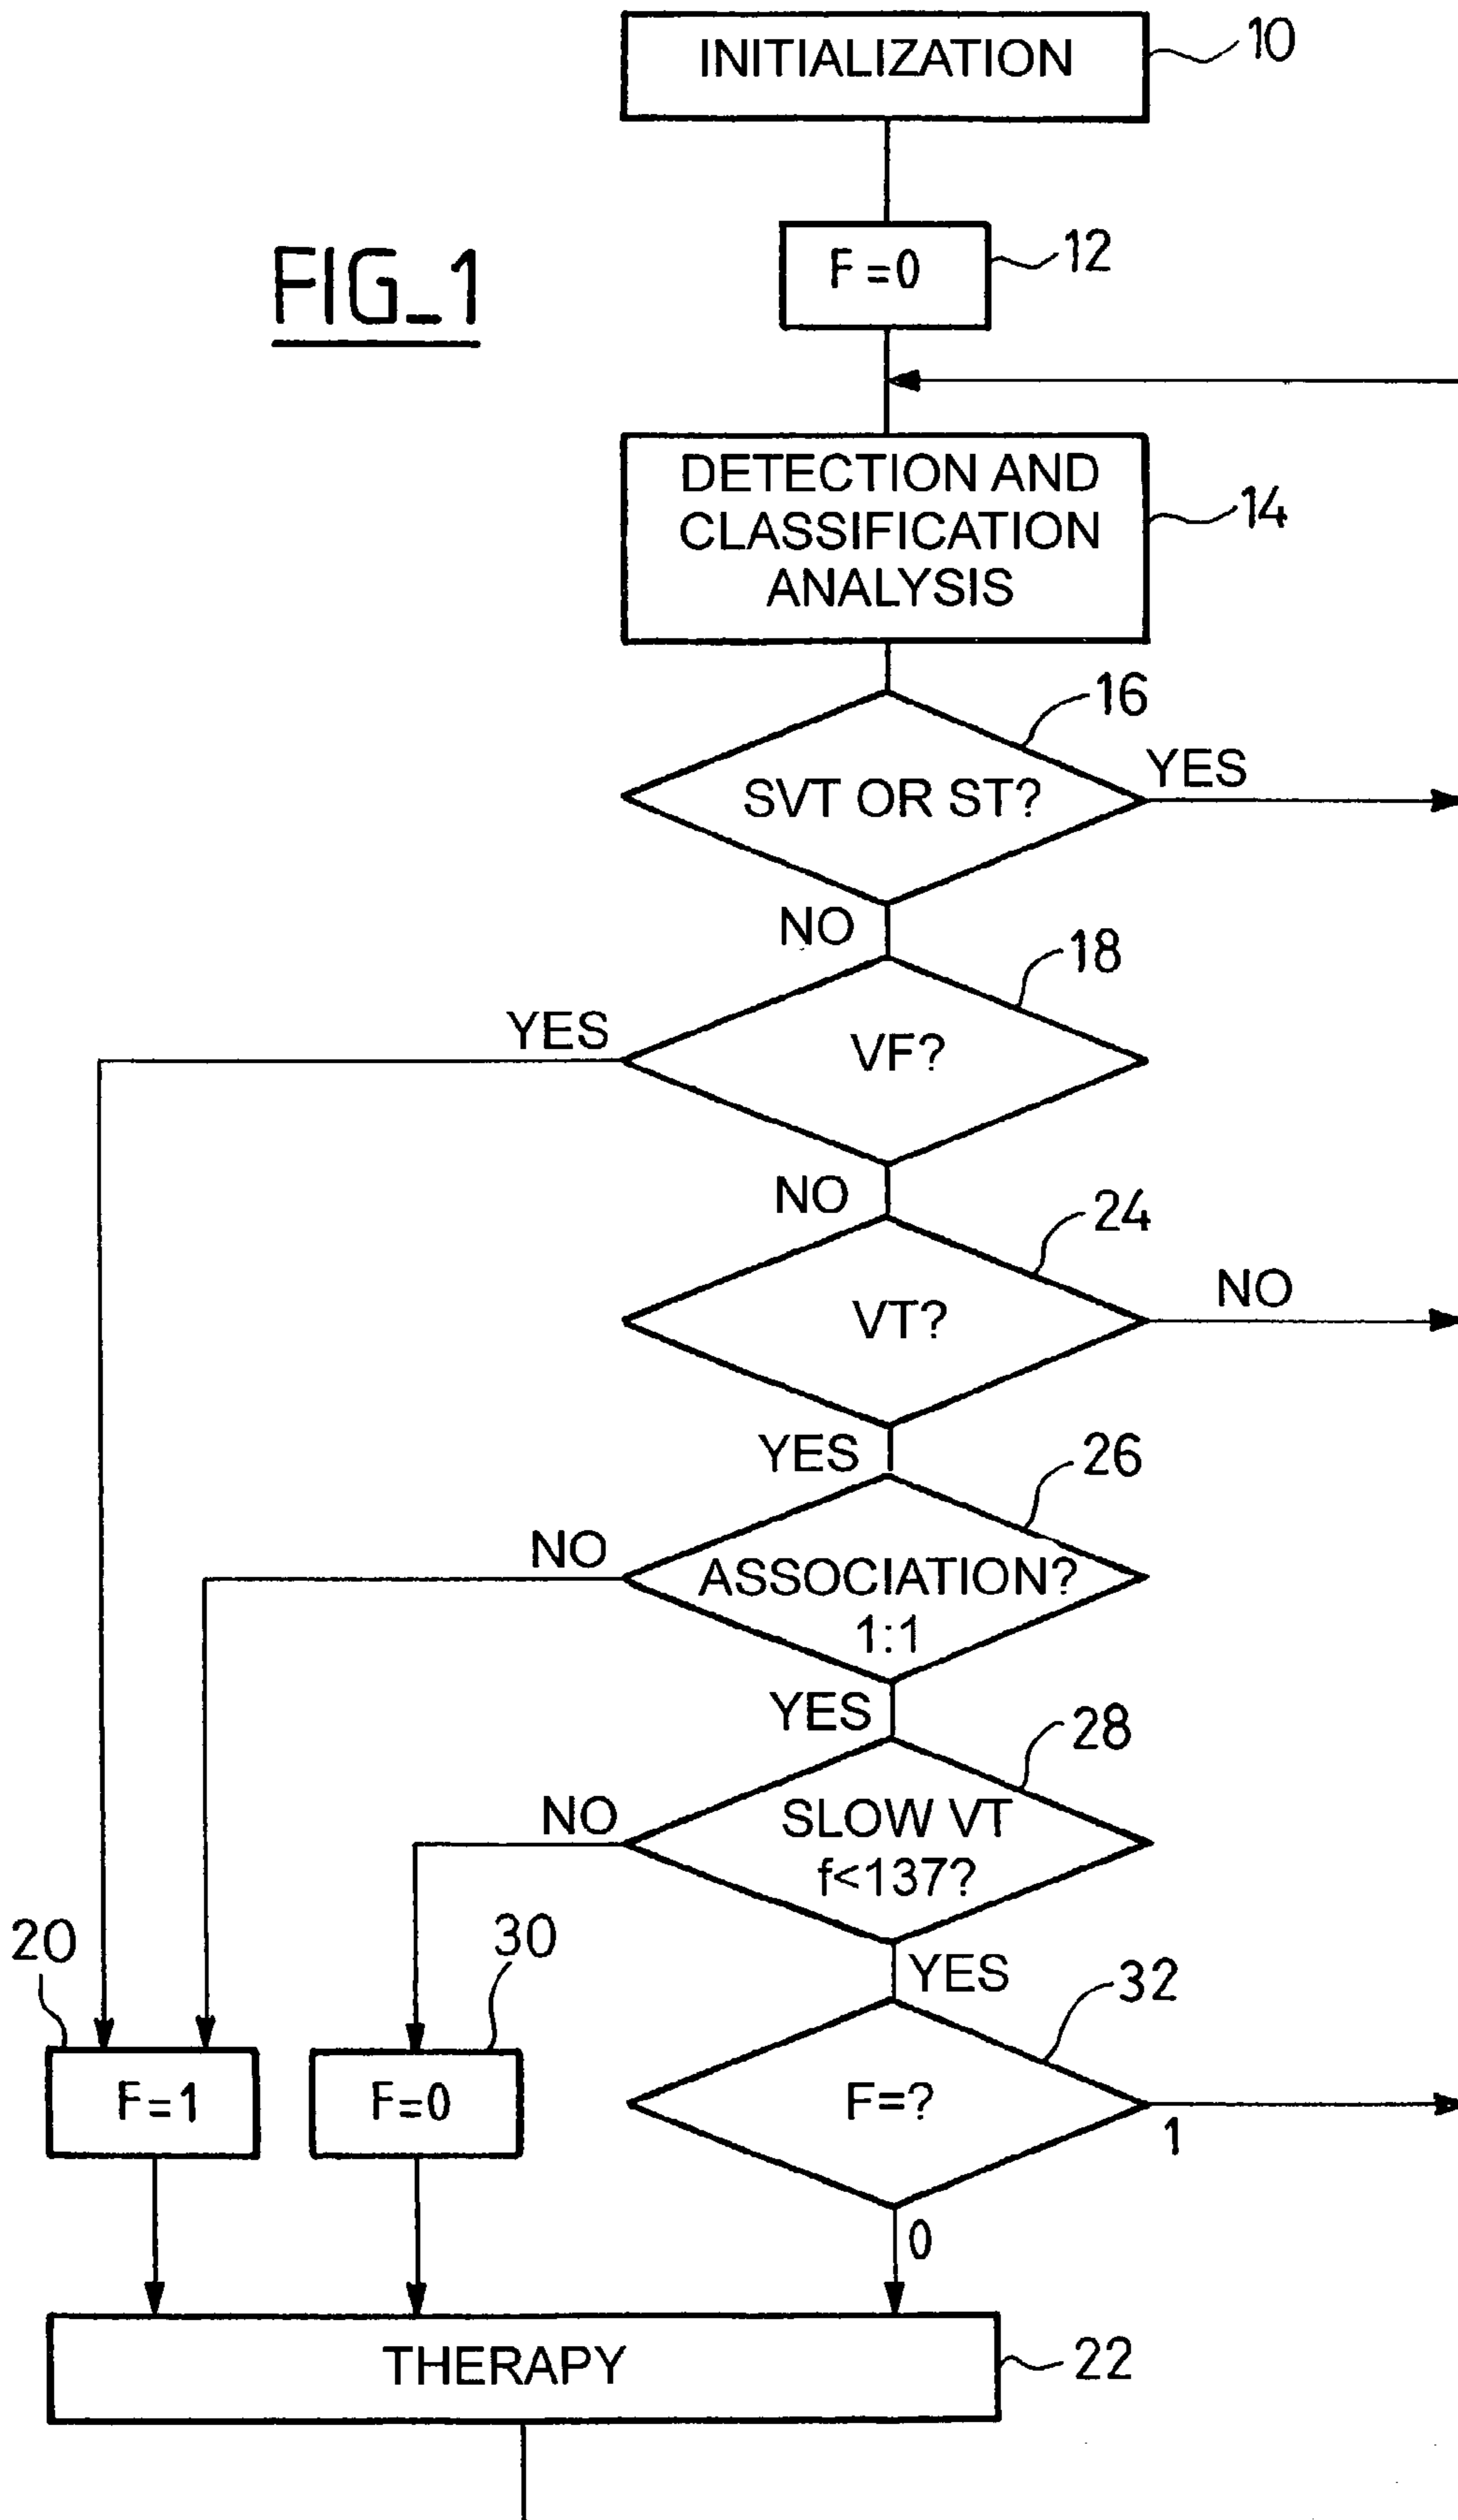 INITIALIZATION
10
FIG_1
F=0
12
DETECTION AND
CLASSIFICATION
ANALYSIS
14
16
SVT OR ST?
YES
NO
18
YES
VF?
NO
24
VT?
NO
YES
26
NO
ASSOCIATION?
1:1
YES
28
NO
SLOW VT
f<137?
20
30
YES
32
F=1
F=0
F=?
1
0
THERAPY
22